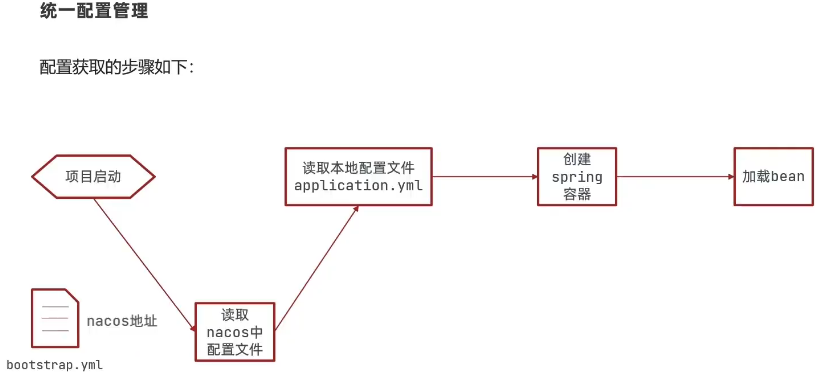 统一配置管理
配置获取的步骤如下:
项目启动
读取本地配置文件
application.yml
创建
spring
容器
加载bean
nacos地址
bootstrap.yml
读取
nacos中
配置文件